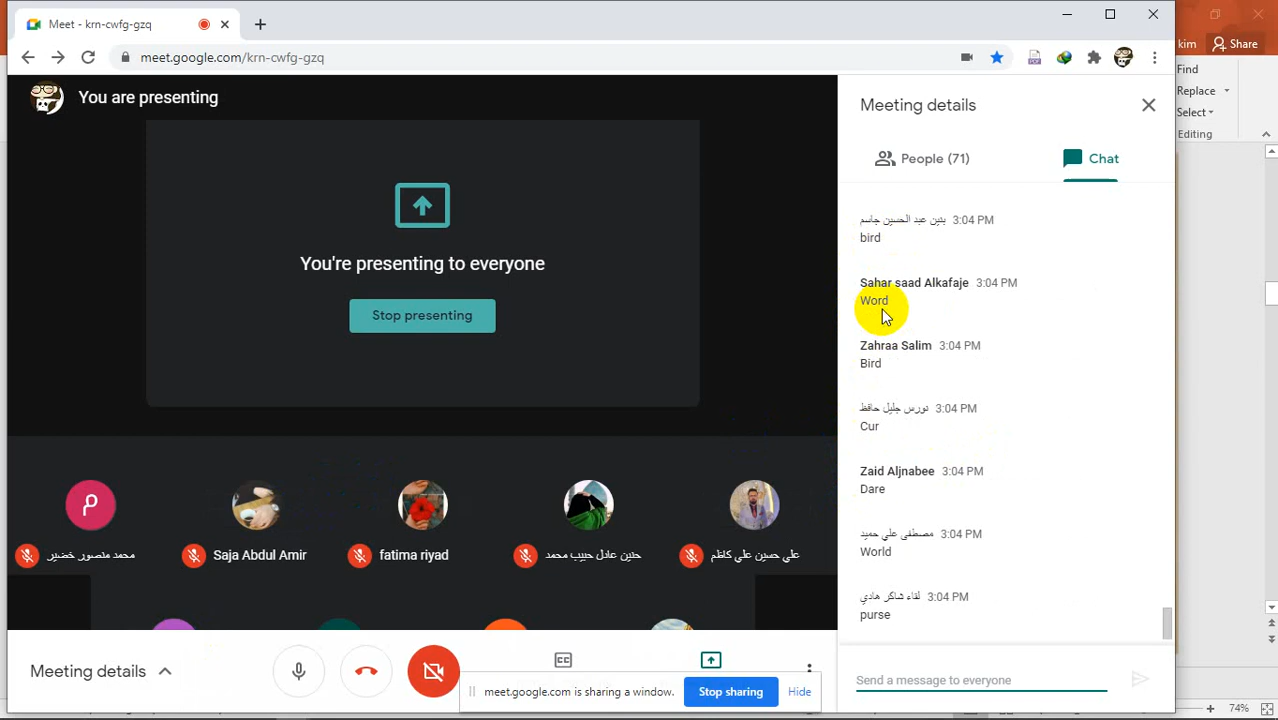 Meet - krn-cwfg-gzq
meet.google.com/krn-cwfg-gzq
kim
Share
Find
Replace
Select
Editing
You are presenting
You're presenting to everyone
Stop presenting
محمد منصور خضير
Saja Abdul Amir
fatima riyad
حنين عادل حبيب محمد
علي حسين علي كاظم
Meeting details
meet.google.com is sharing a window.
Stop sharing
Hide
Meeting details
People (71)
Chat
بنين عبد الحسين جاسم 3:04 PM
bird
Sahar saad Alkafaje 3:04 PM
Word
Zahraa Salim 3:04 PM
Bird
نورس جليل حافظ 3:04 PM
Cur
Zaid Aljnabee 3:04 PM
Dare
مصطفى علي حميد 3:04 PM
World
لقاء شاكر هادي 3:04 PM
purse
Send a message to everyone
74%